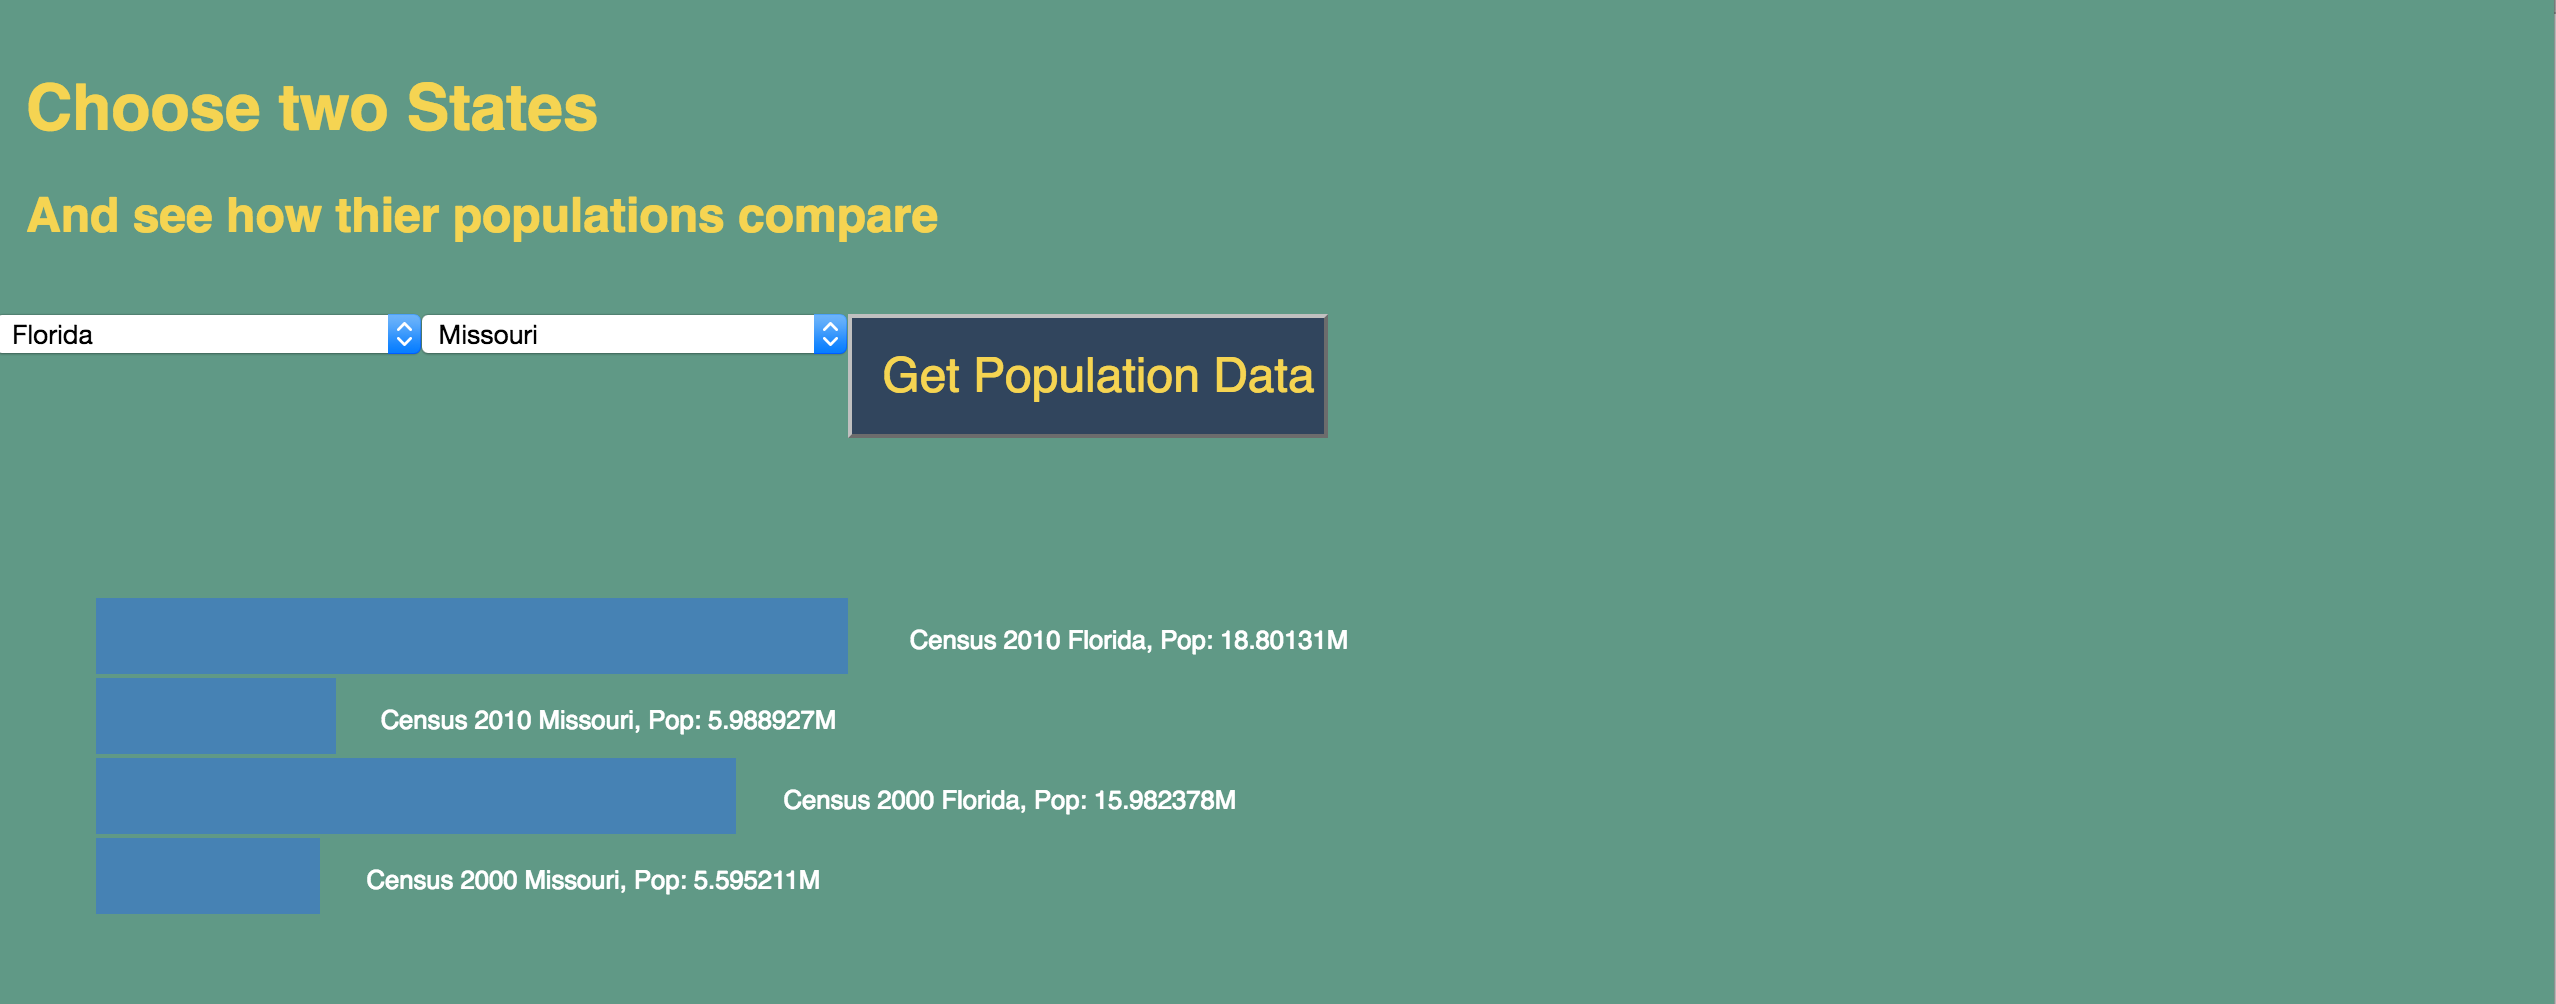 Choose two States
And see how thier populations compare
Florida
Missouri
Get Population Data
Census 2010 Florida, Pop: 18.80131M
Census 2010 Missouri, Pop: 5.988927M
Census 2000 Florida, Pop: 15.982378M
Census 2000 Missouri, Pop: 5.595211M